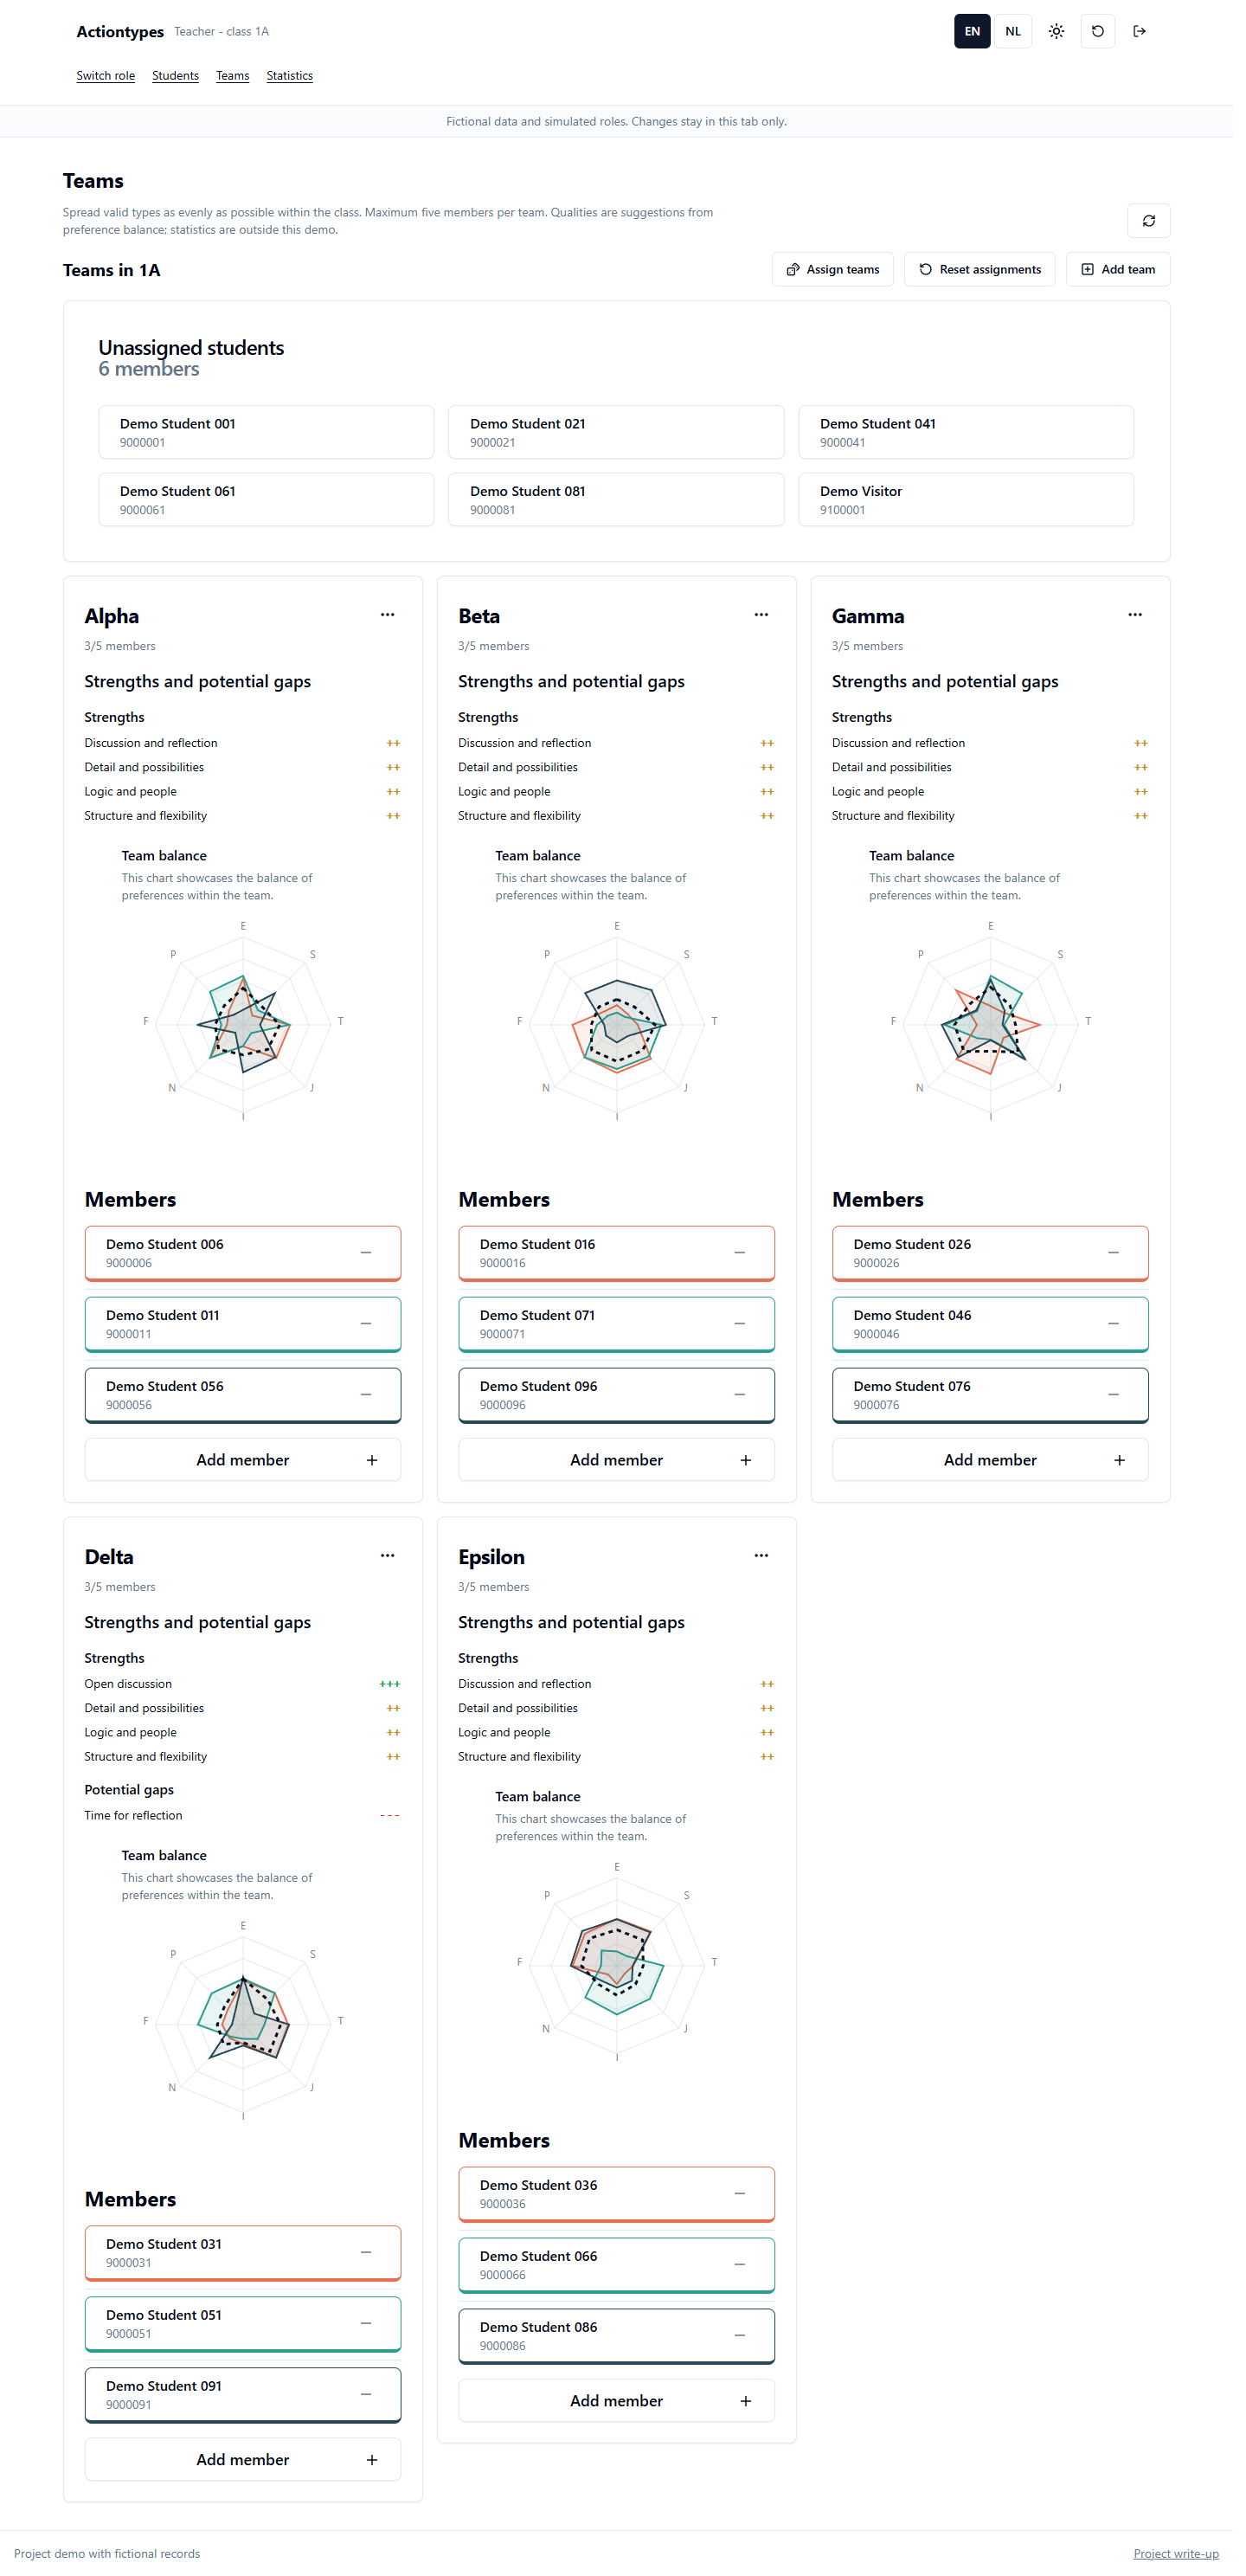 Actiontypes Teacher - class 1A EN NL
Switch role Students Teams Statistics
Fictional data and simulated roles. Changes stay in this tab only.
Teams
Spread valid types as evenly as possible within the class. Maximum five members per team. Qualities are suggestions from
preference balance; statistics are outside this demo.
Teams in 1A Assign teams Reset assignments Add team
Unassigned students
6 members
Demo Student 001
9000001
Demo Student 021
9000021
Demo Student 041
9000041
Demo Student 061
9000061
Demo Student 081
9000081
Demo Visitor
9100001
Alpha
3/5 members
Strengths and potential gaps
Strengths
Discussion and reflection ++
Detail and possibilities ++
Logic and people ++
Structure and flexibility ++
Team balance
This chart showcases the balance of
preferences within the team.
E
P S
F T
N J
I
Members
Demo Student 006
9000006
Demo Student 011
9000011
Demo Student 056
9000056
Add member
Beta
3/5 members
Strengths and potential gaps
Strengths
Discussion and reflection ++
Detail and possibilities ++
Logic and people ++
Structure and flexibility ++
Team balance
This chart showcases the balance of
preferences within the team.
E
P S
F T
N J
I
Members
Demo Student 016
9000016
Demo Student 071
9000071
Demo Student 096
9000096
Add member
Gamma
3/5 members
Strengths and potential gaps
Strengths
Discussion and reflection ++
Detail and possibilities ++
Logic and people ++
Structure and flexibility ++
Team balance
This chart showcases the balance of
preferences within the team.
E
P S
F T
N J
I
Members
Demo Student 026
9000026
Demo Student 046
9000046
Demo Student 076
9000076
Add member
Delta
3/5 members
Strengths and potential gaps
Strengths
Open discussion +++
Detail and possibilities ++
Logic and people ++
Structure and flexibility ++
Potential gaps
Time for reflection ---
Team balance
This chart showcases the balance of
preferences within the team.
E
P S
F T
N J
I
Members
Demo Student 031
9000031
Demo Student 051
9000051
Demo Student 091
9000091
Add member
Epsilon
3/5 members
Strengths and potential gaps
Strengths
Discussion and reflection ++
Detail and possibilities ++
Logic and people ++
Structure and flexibility ++
Team balance
This chart showcases the balance of
preferences within the team.
E
P S
F T
N J
I
Members
Demo Student 036
9000036
Demo Student 066
9000066
Demo Student 086
9000086
Add member
Project demo with fictional records Project write-up